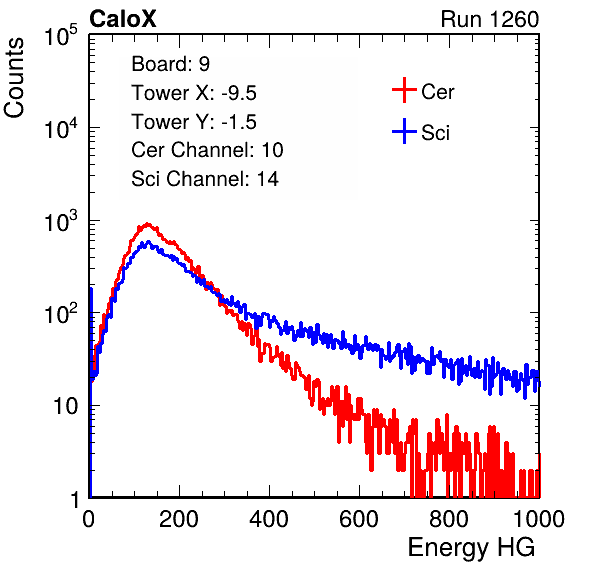 CaloX Run 1260
Counts
Board: 9
Tower X: -9.5
Tower Y: -1.5
Cer Channel: 10
Sci Channel: 14
Cer
Sci
10^5
10^4
10^3
10^2
10
1
0 200 400 600 800 1000
Energy HG